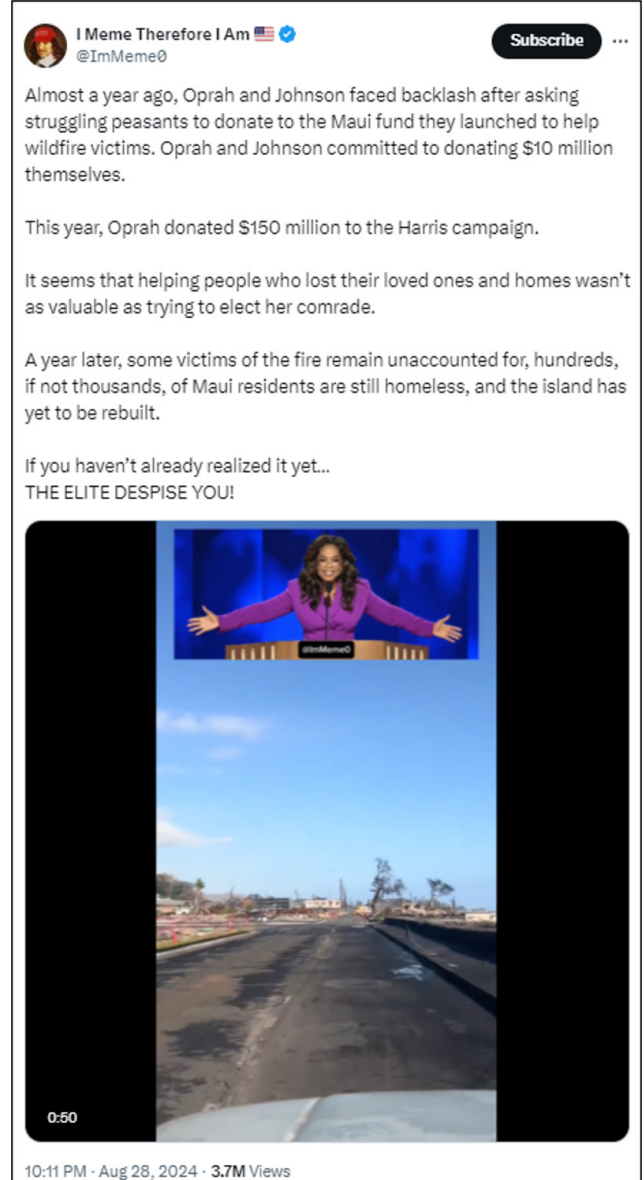 I Meme Therefore I Am 🇺🇸
Subscribe
@ImMeme0
Almost a year ago, Oprah and Johnson faced backlash after asking
struggling peasants to donate to the Maui fund they launched to help
wildfire victims. Oprah and Johnson committed to donating $10 million
themselves.
This year, Oprah donated $150 million to the Harris campaign.
It seems that helping people who lost their loved ones and homes wasn't
as valuable as trying to elect her comrade.
A year later, some victims of the fire remain unaccounted for, hundreds,
if not thousands, of Maui residents are still homeless, and the island has
yet to be rebuilt.
If you haven't already realized it yet...
THE ELITE DESPISE YOU!
@ImMeme0
0:50
10:11 PM · Aug 28, 2024 · 3.7M Views